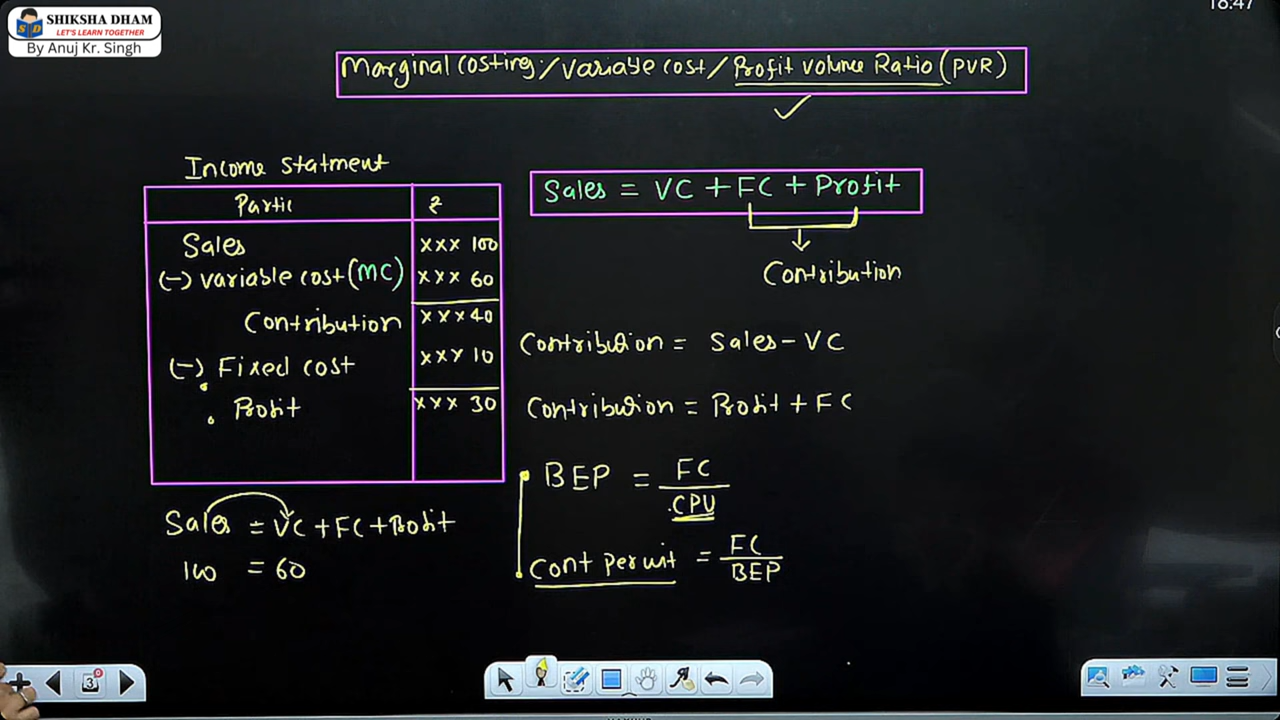 18:47
SHIKSHA DHAM
LET'S LEARN TOGETHER
By Anuj Kr. Singh
Marginal costing/variable cost/Profit volume Ratio (PVR)
Income statment
Partic ₹
Sales xxx 100
(-) variable cost (MC) xxx 60
Contribution xxx 40
(-) Fixed cost xxx 10
Profit xxx 30
Sales = VC + FC + Profit
100 = 60
Sales = VC + FC + Profit
Contribution
Contribution = Sales - VC
Contribution = Profit + FC
BEP = FC
CPU
Cont per unit = FC
BEP
3